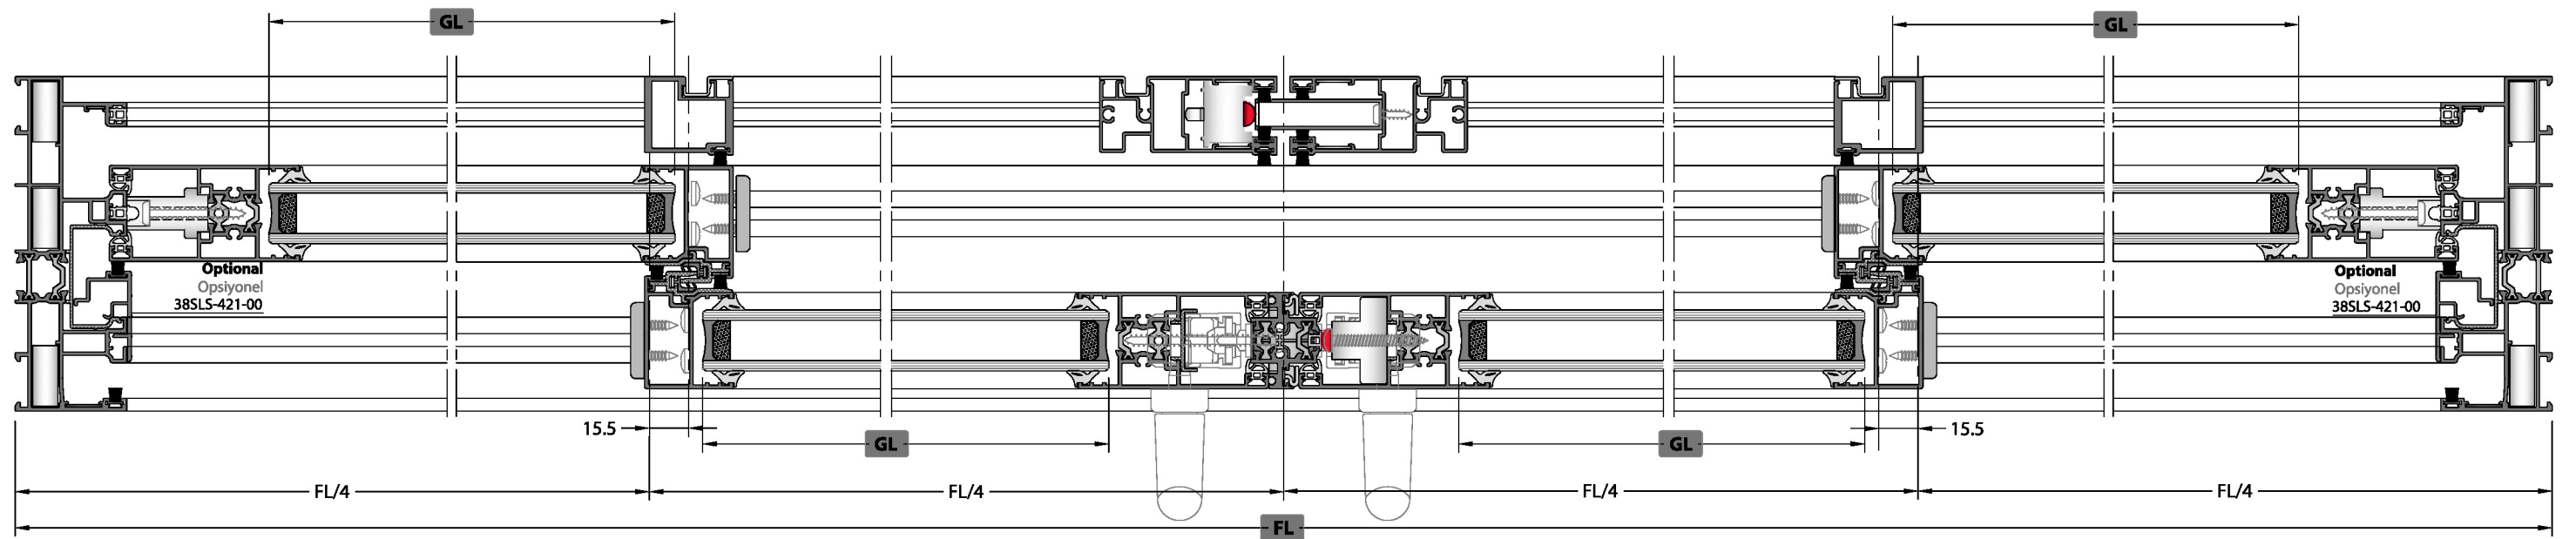 GL
GL
Optional
Opsiyonel
38SLS-421-00
Optional
Opsiyonel
38SLS-421-00
15.5
GL
GL
15.5
FL/4
FL/4
FL/4
FL/4
FL